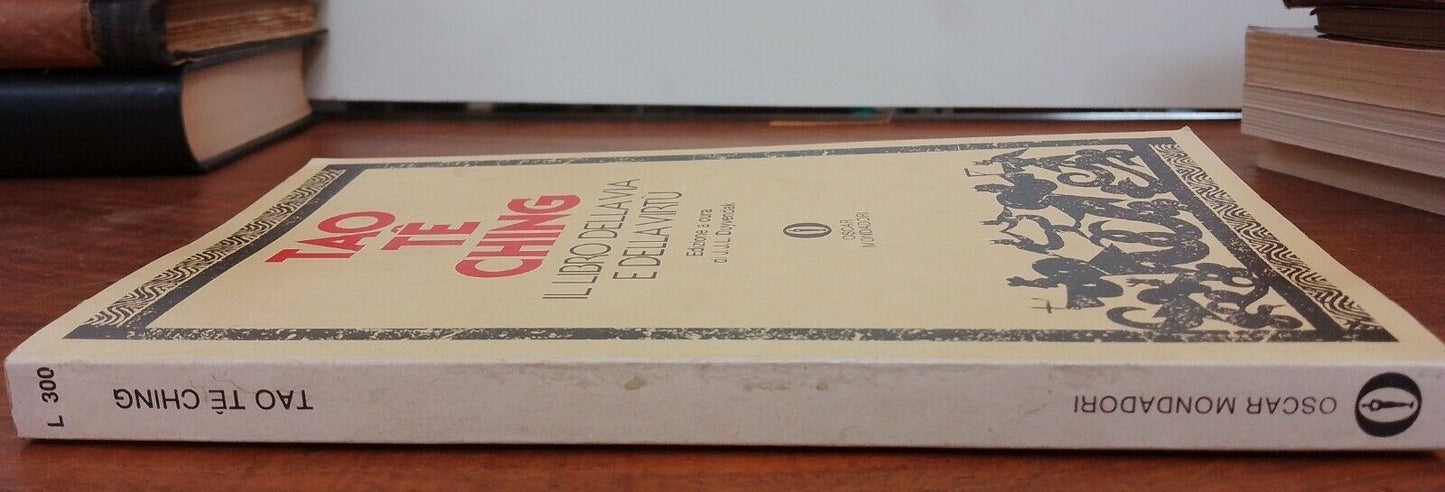 TAO
TÊ
CHING
IL LIBRO DELLA VIA
E DELLA VIRTÙ
Edizione a cura
di J.J.L. Duyvendak
OSCAR
MONDADORI
L 300
TAO TÊ CHING
OSCAR MONDADORI